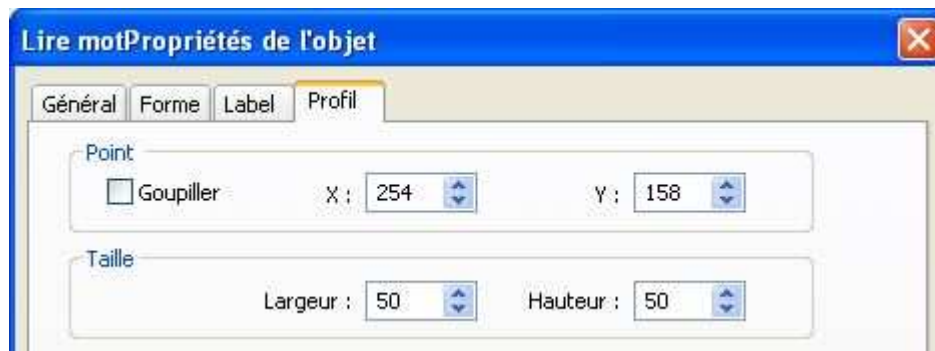 Lire motPropriétés de l'objet
Général Forme Label Profil
Point
Goupiller X : 254 Y : 158
Taille
Largeur : 50 Hauteur : 50